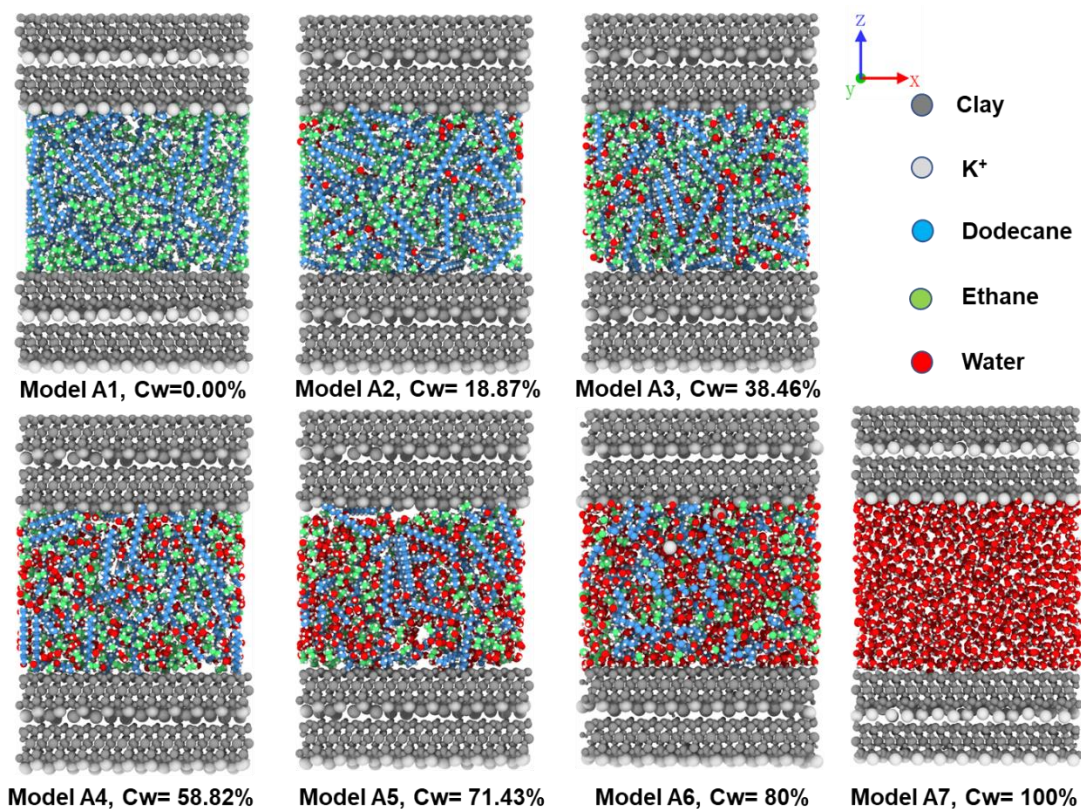 z
x
y
Clay
K⁺
Dodecane
Ethane
Water
Model A1, Cw=0.00%
Model A2, Cw= 18.87%
Model A3, Cw= 38.46%
Model A4, Cw= 58.82%
Model A5, Cw= 71.43%
Model A6, Cw= 80%
Model A7, Cw= 100%